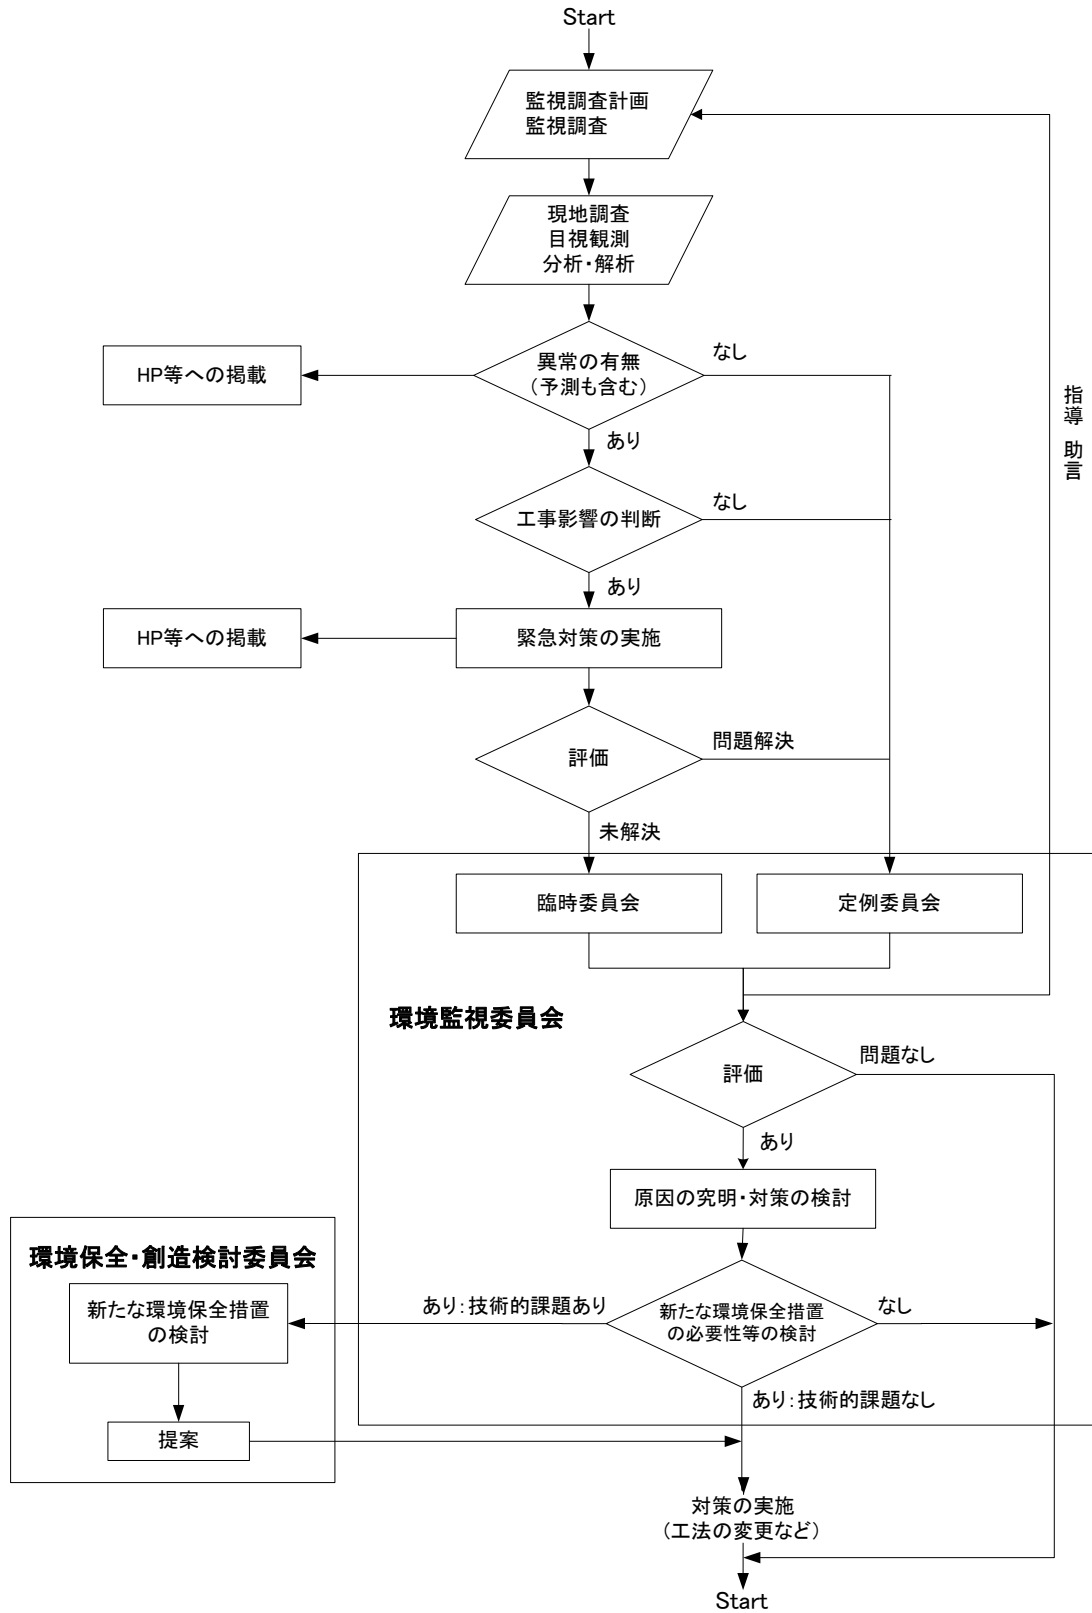 Start
監視調査計画
監視調査
現地調査
目視観測
分析・解析
HP等への掲載
異常の有無
(予測も含む)
なし
あり
指導 助言
工事影響の判断
なし
あり
HP等への掲載
緊急対策の実施
評価
問題解決
未解決
臨時委員会
定例委員会
環境監視委員会
評価
問題なし
あり
原因の究明・対策の検討
環境保全・創造検討委員会
新たな環境保全措置
の検討
あり:技術的課題あり
新たな環境保全措置
の必要性等の検討
なし
あり:技術的課題なし
提案
対策の実施
(工法の変更など)
Start